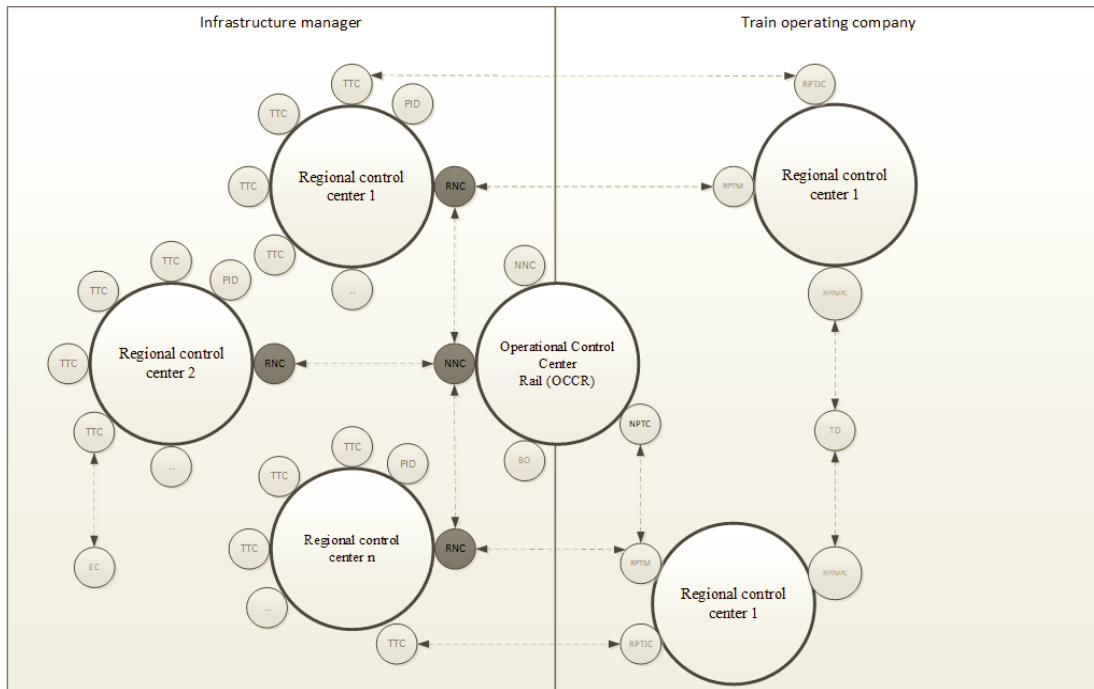 Infrastructure manager
Train operating company
TTC
PID
TTC
TTC
TTC
..
Regional control
center 1
RNC
RPTJC
RPTM
Regional control
center 1
RPTMPC
TTC
PID
TTC
TTC
TTC
..
Regional control
center 2
RNC
EC
NNC
NNC
Operational Control
Center
Rail (OCCR)
NPTC
BO
TD
TTC
PID
TTC
TTC
..
TTC
Regional control
center n
RNC
RPTM
RPTJC
Regional control
center 1
RPTMPC